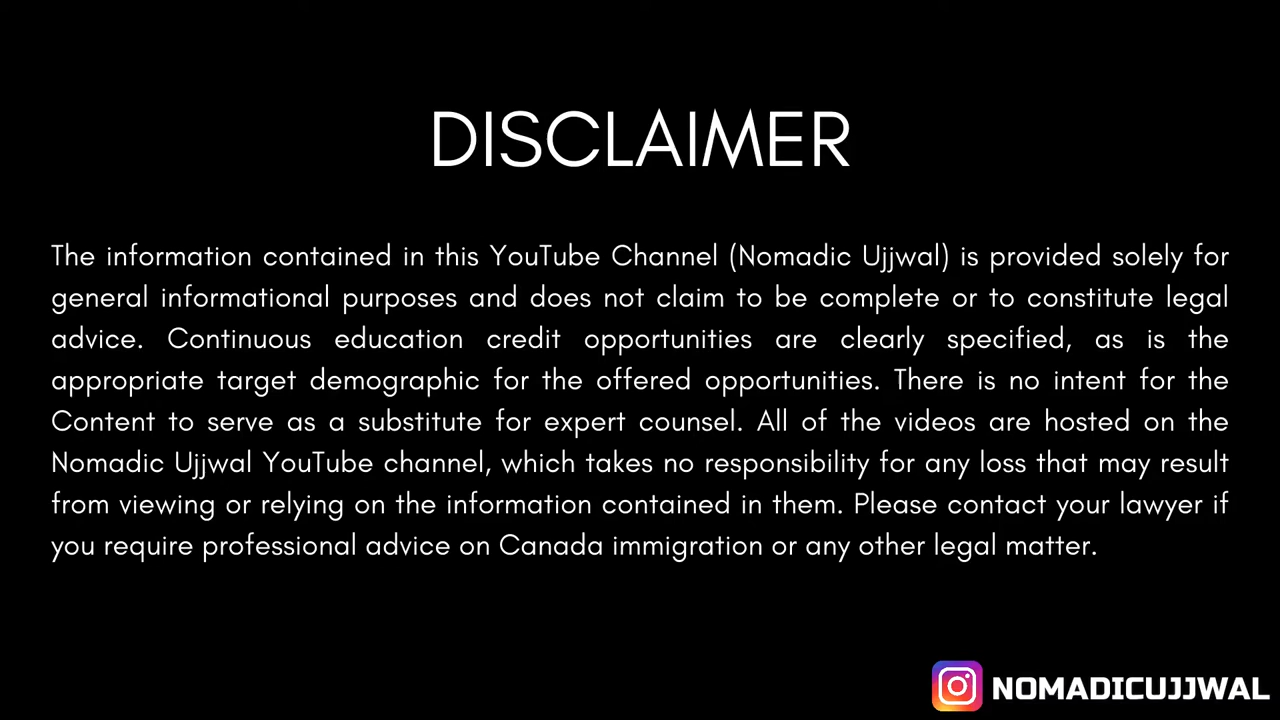 DISCLAIMER
The information contained in this YouTube Channel (Nomadic Ujjwal) is provided solely for
general informational purposes and does not claim to be complete or to constitute legal
advice. Continuous education credit opportunities are clearly specified, as is the
appropriate target demographic for the offered opportunities. There is no intent for the
Content to serve as a substitute for expert counsel. All of the videos are hosted on the
Nomadic Ujjwal YouTube channel, which takes no responsibility for any loss that may result
from viewing or relying on the information contained in them. Please contact your lawyer if
you require professional advice on Canada immigration or any other legal matter.
NOMADICUJJWAL